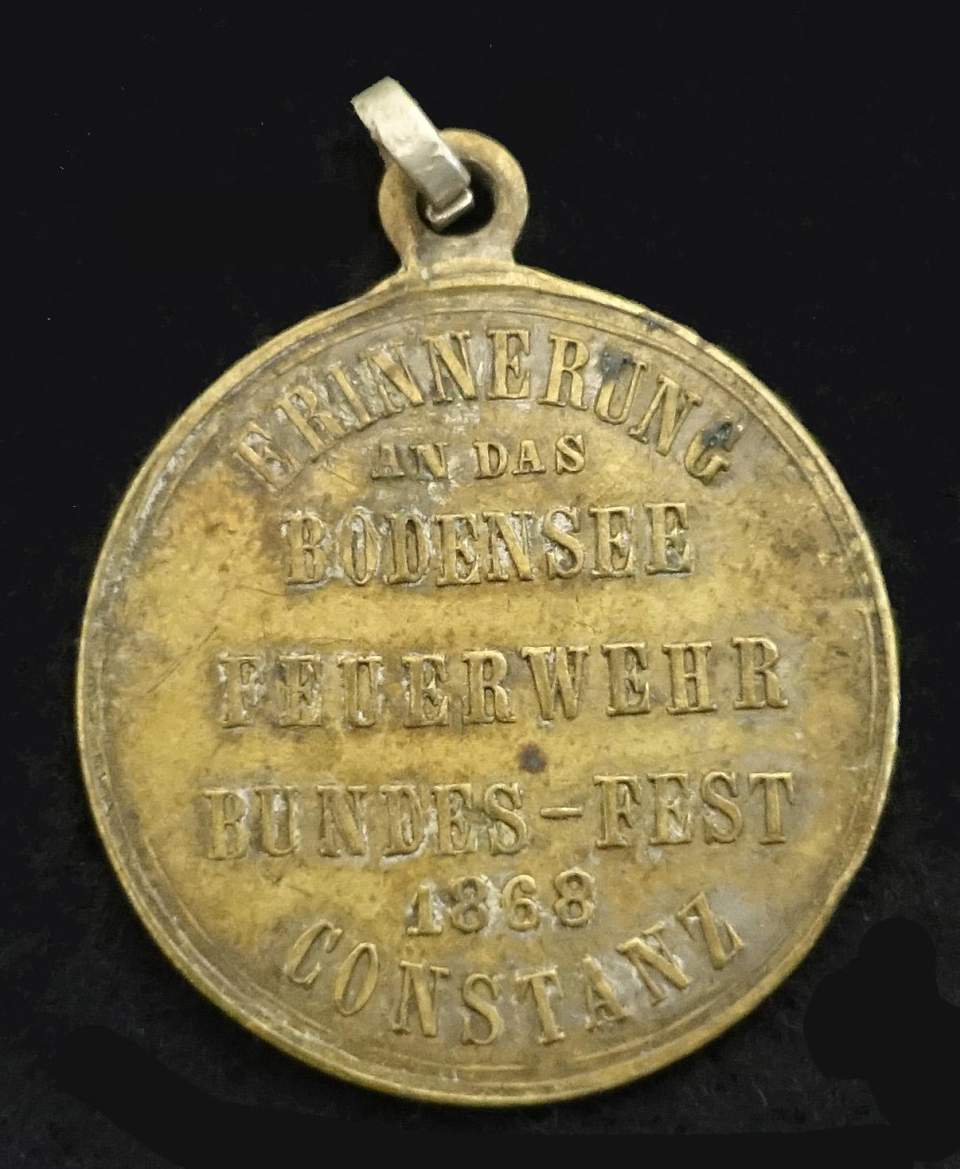 ERINNERUNG
AN DAS
BODENSEE
FEUERWEHR
BUNDES-FEST
1868
CONSTANZ